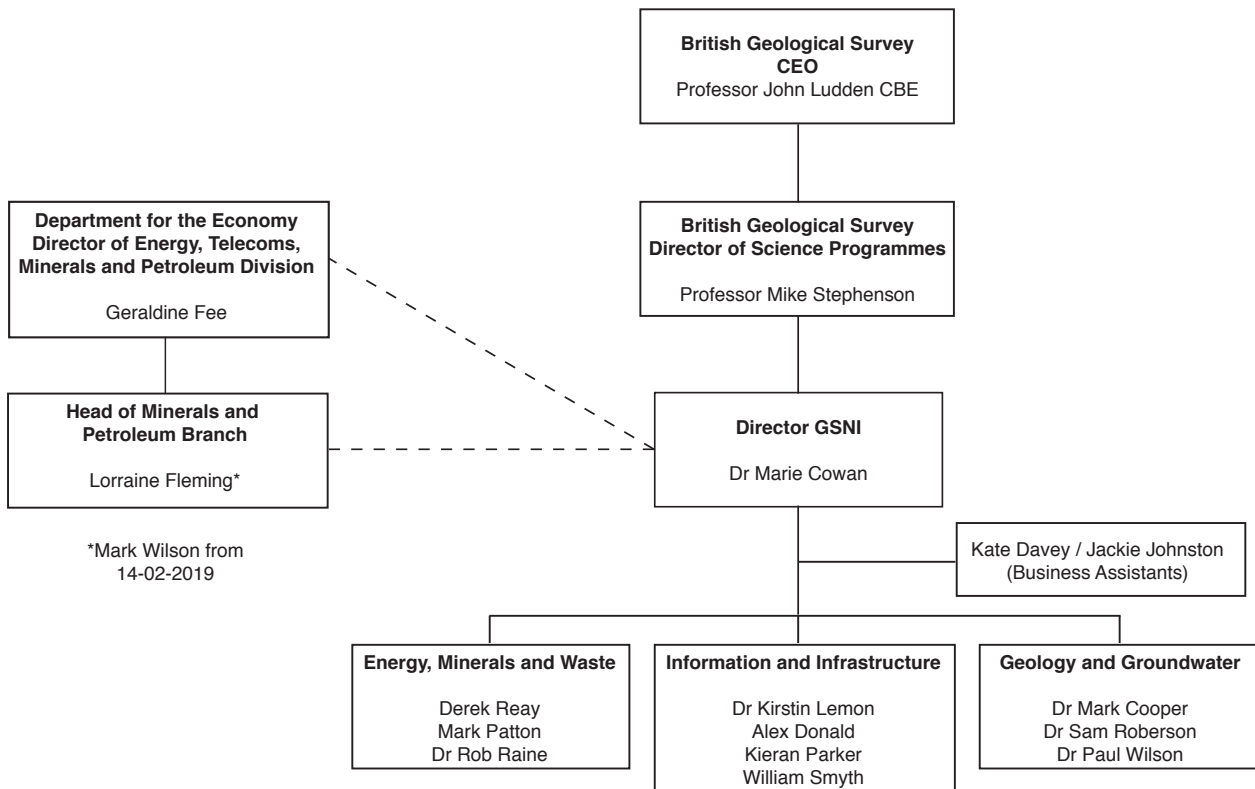 British Geological Survey
CEO
Professor John Ludden CBE
Department for the Economy
Director of Energy, Telecoms,
Minerals and Petroleum Division
Geraldine Fee
British Geological Survey
Director of Science Programmes
Professor Mike Stephenson
Head of Minerals and
Petroleum Branch
Lorraine Fleming*
Director GSNI
Dr Marie Cowan
*Mark Wilson from
14-02-2019
Kate Davey / Jackie Johnston
(Business Assistants)
Energy, Minerals and Waste
Derek Reay
Mark Patton
Dr Rob Raine
Information and Infrastructure
Dr Kirstin Lemon
Alex Donald
Kieran Parker
William Smyth
Geology and Groundwater
Dr Mark Cooper
Dr Sam Roberson
Dr Paul Wilson